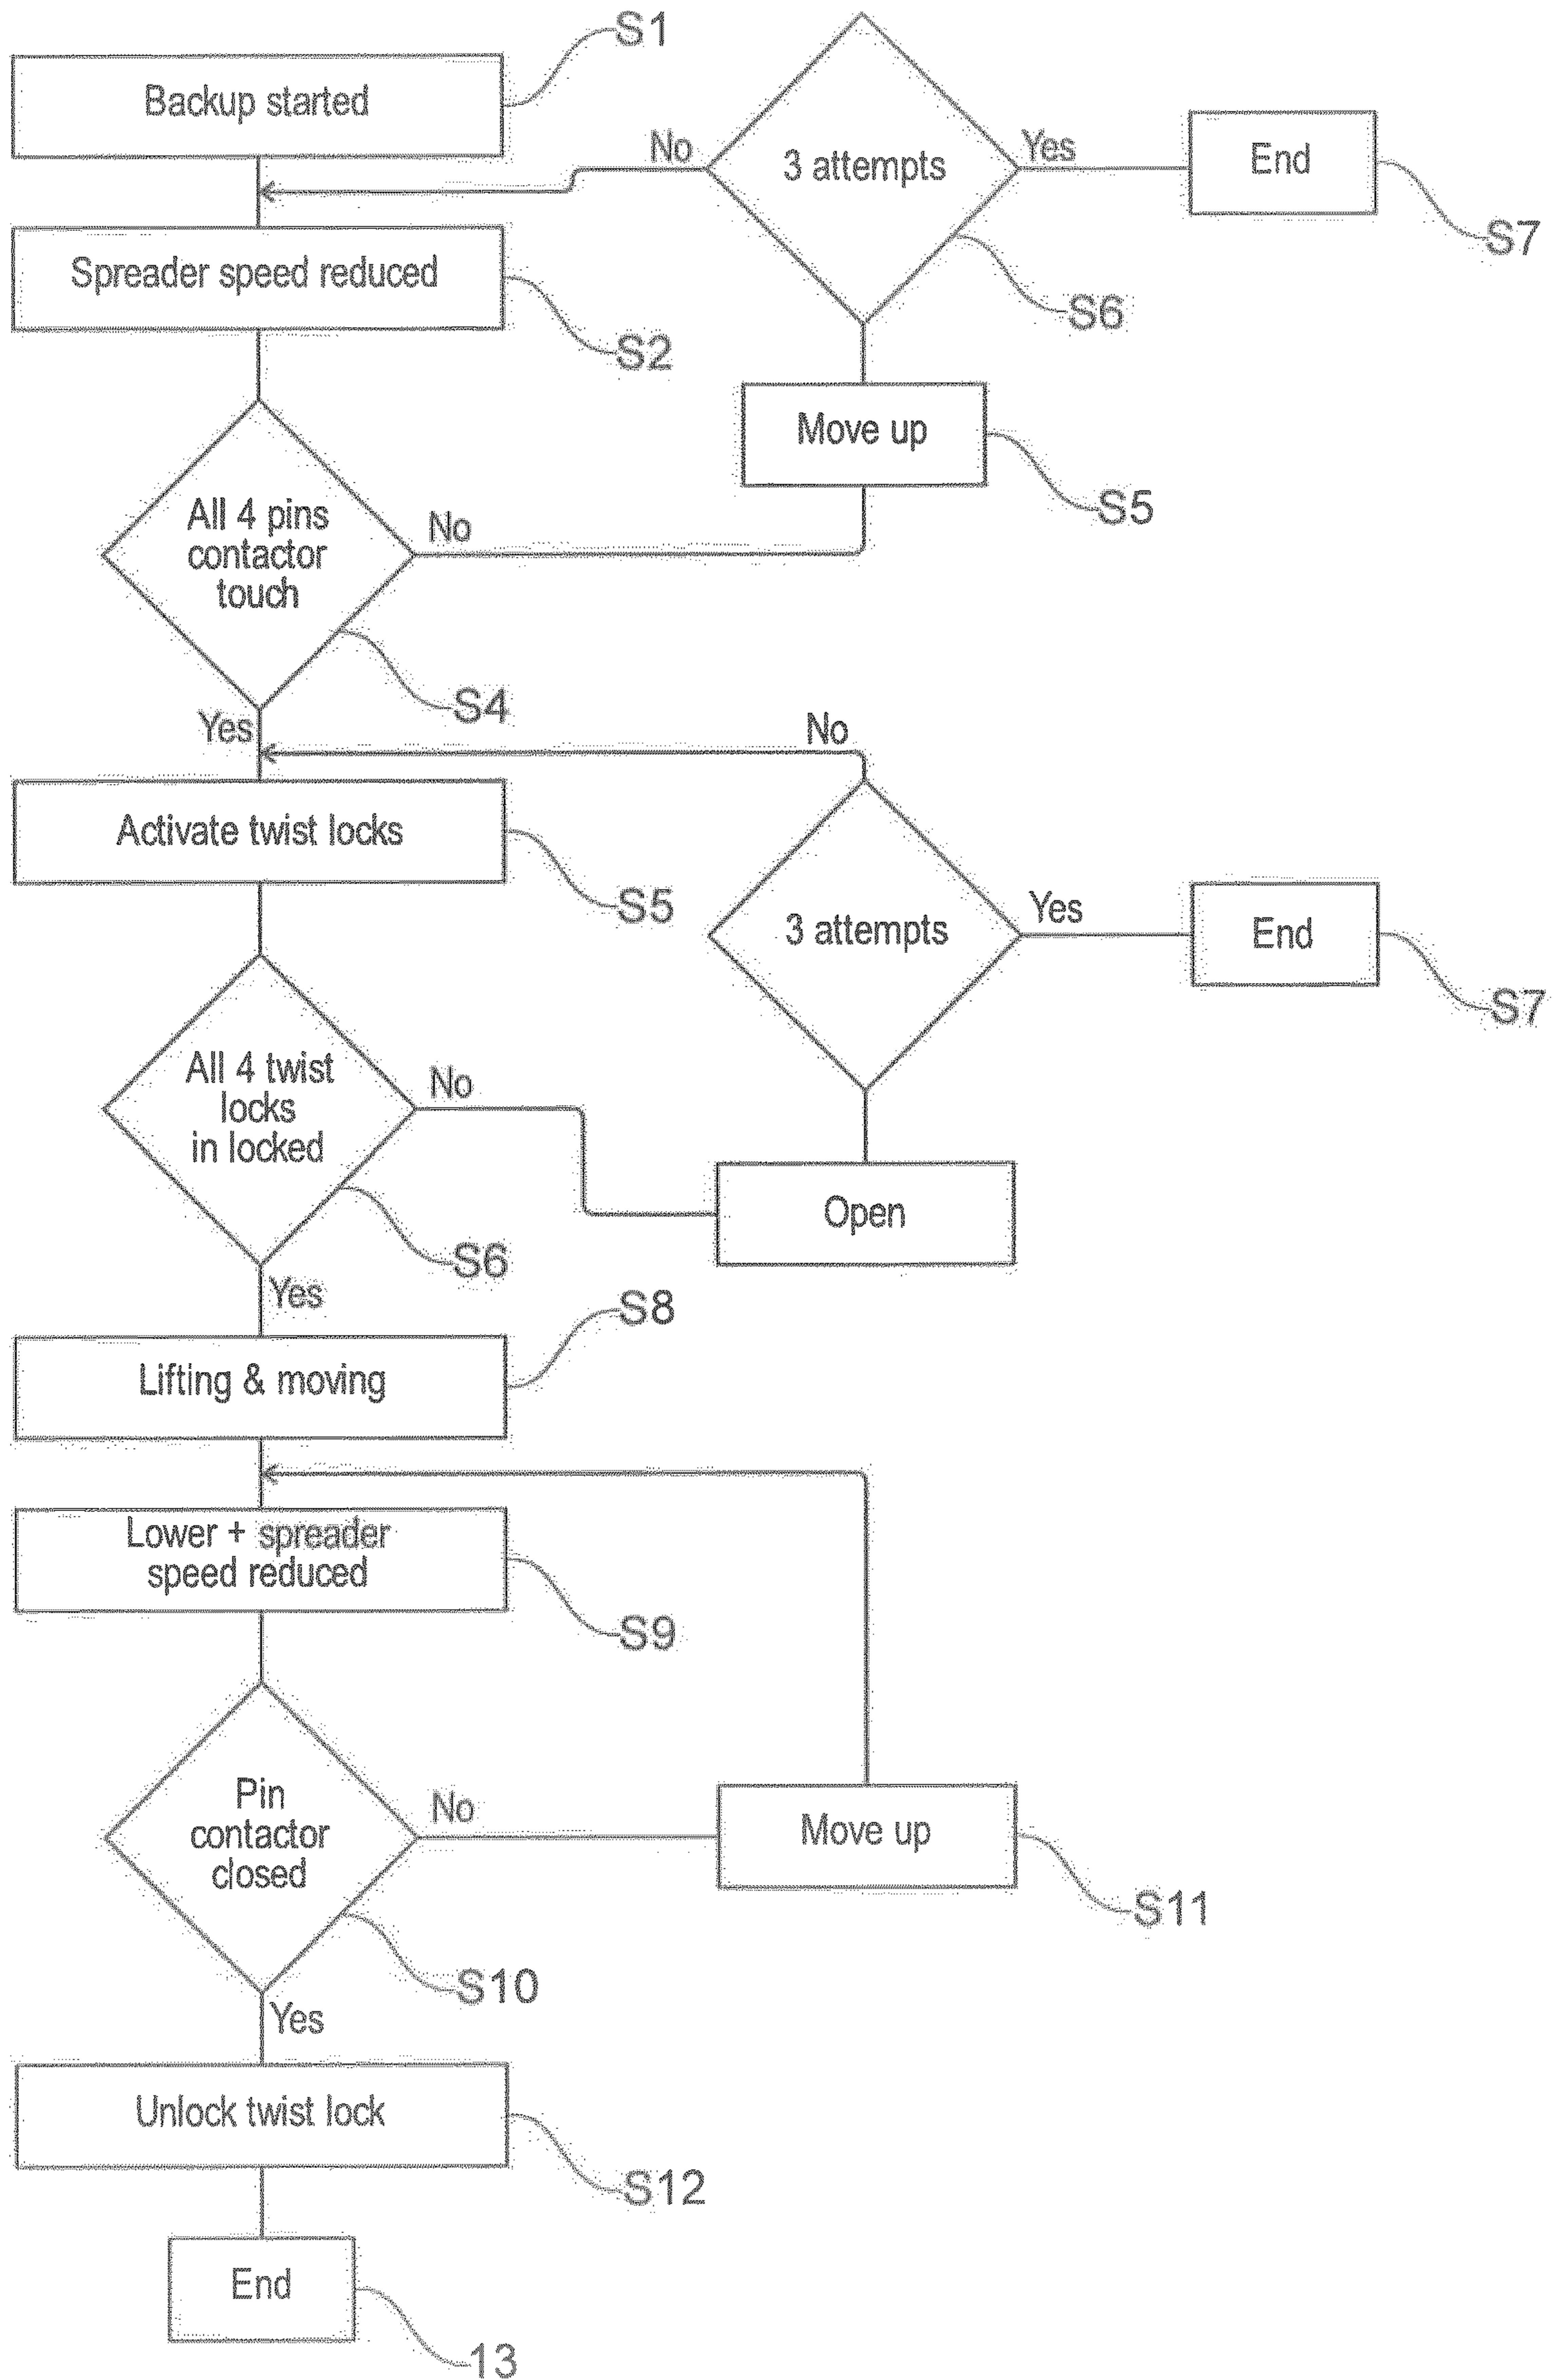 S1
Backup started
No
3 attempts
Yes
End
S7
Spreader speed reduced
S6
S2
Move up
S5
All 4 pins
contactor
touch
No
S4
Yes
No
Activate twist locks
S5
3 attempts
Yes
End
S7
All 4 twist
locks
in locked
No
S6
Open
Yes
S8
Lifting & moving
Lower + spreader
speed reduced
S9
Pin
contactor
closed
No
Move up
S11
S10
Yes
Unlock twist lock
S12
End
13